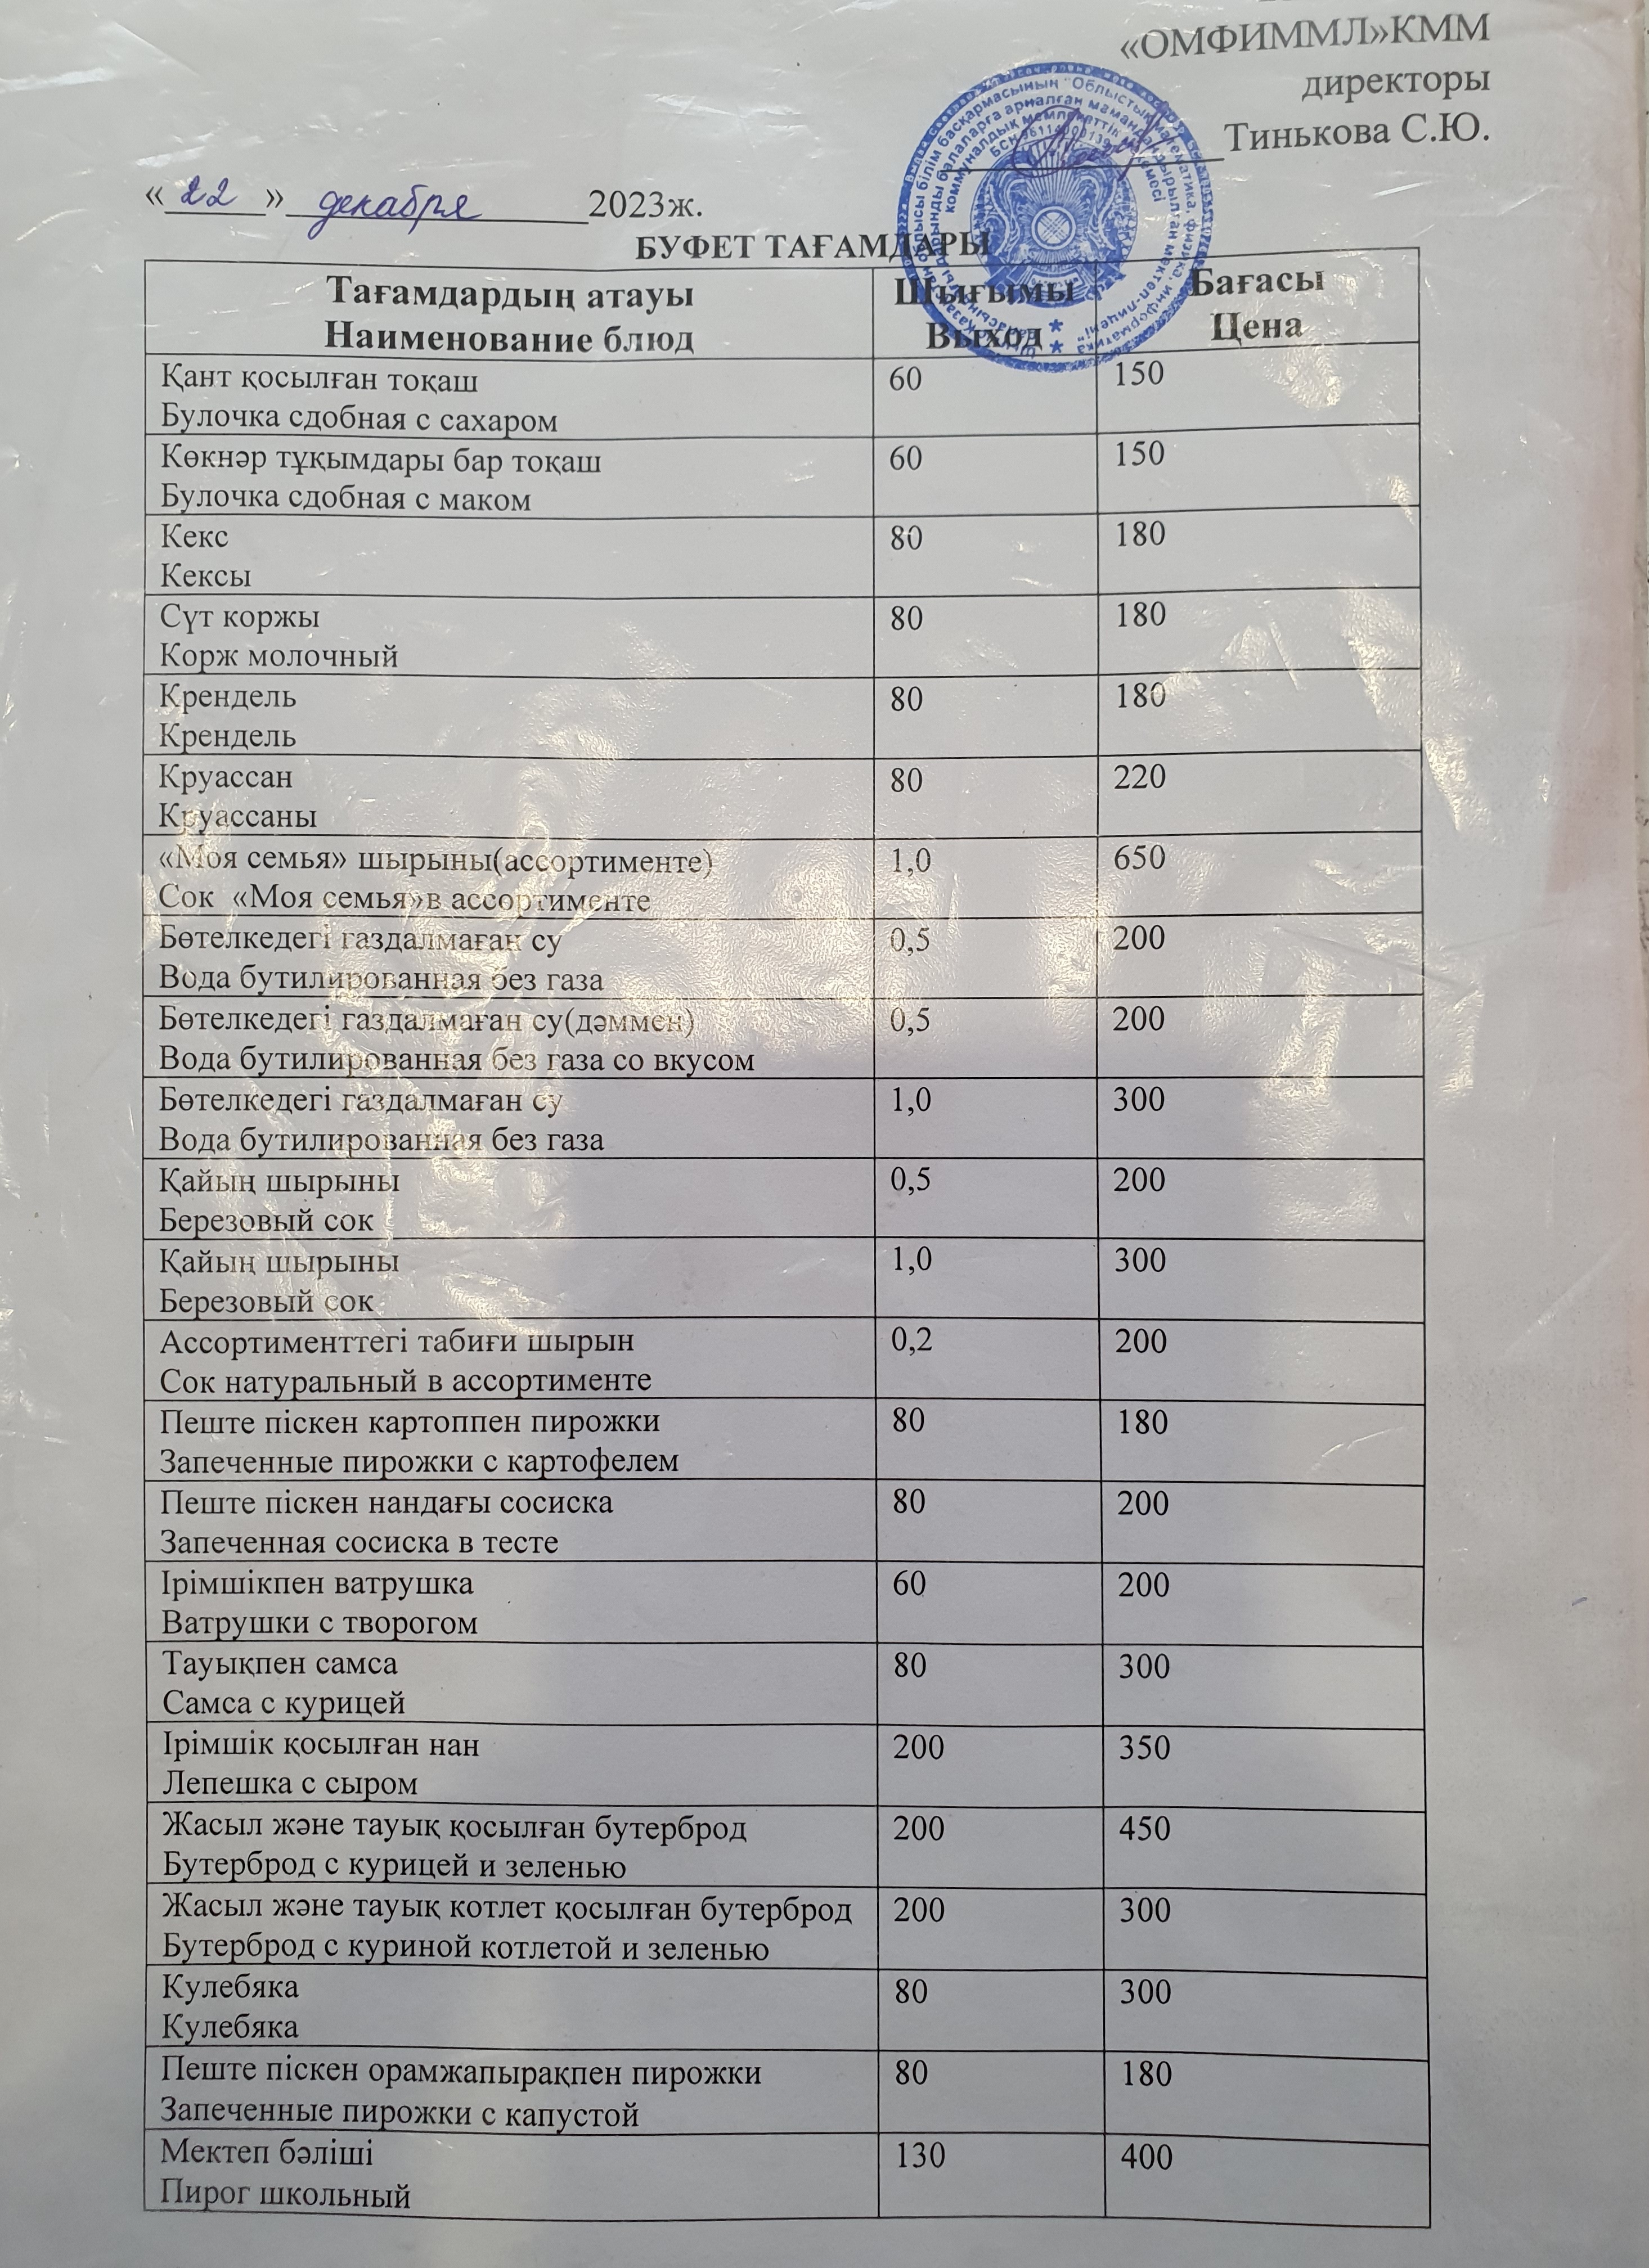 «ОМФИММЛ»КММ
директоры
Тинькова С.Ю.
«22» декабря 2023ж.
БУФЕТ ТАҒАМДАРЫ
Тағамдардың атауы Шығымы Бағасы
Наименование блюд Выход Цена
Қант қосылған тоқаш 60 150
Булочка сдобная с сахаром
Көкнәр тұқымдары бар тоқаш 60 150
Булочка сдобная с маком
Кекс 80 180
Кексы
Сүт коржы 80 180
Корж молочный
Крендель 80 180
Крендель
Круассан 80 220
Круассаны
«Моя семья» шырыны(ассортименте) 1,0 650
Сок «Моя семья»в ассортименте
Бөтелкедегі газдалмаған су 0,5 200
Вода бутилированная без газа
Бөтелкедегі газдалмаған су(дәммен) 0,5 200
Вода бутилированная без газа со вкусом
Бөтелкедегі газдалмаған су 1,0 300
Вода бутилированная без газа
Қайың шырыны 0,5 200
Березовый сок
Қайың шырыны 1,0 300
Березовый сок
Ассортименттегі табиғи шырын 0,2 200
Сок натуральный в ассортименте
Пеште піскен картоппен пирожки 80 180
Запеченные пирожки с картофелем
Пеште піскен нандағы сосиска 80 200
Запеченная сосиска в тесте
Ірімшікпен ватрушка 60 200
Ватрушки с творогом
Тауықпен самса 80 300
Самса с курицей
Ірімшік қосылған нан 200 350
Лепешка с сыром
Жасыл және тауық қосылған бутерброд 200 450
Бутерброд с курицей и зеленью
Жасыл және тауық котлет қосылған бутерброд 200 300
Бутерброд с куриной котлетой и зеленью
Кулебяка 80 300
Кулебяка
Пеште піскен орамжапырақпен пирожки 80 180
Запеченные пирожки с капустой
Мектеп бәліші 130 400
Пирог школьный